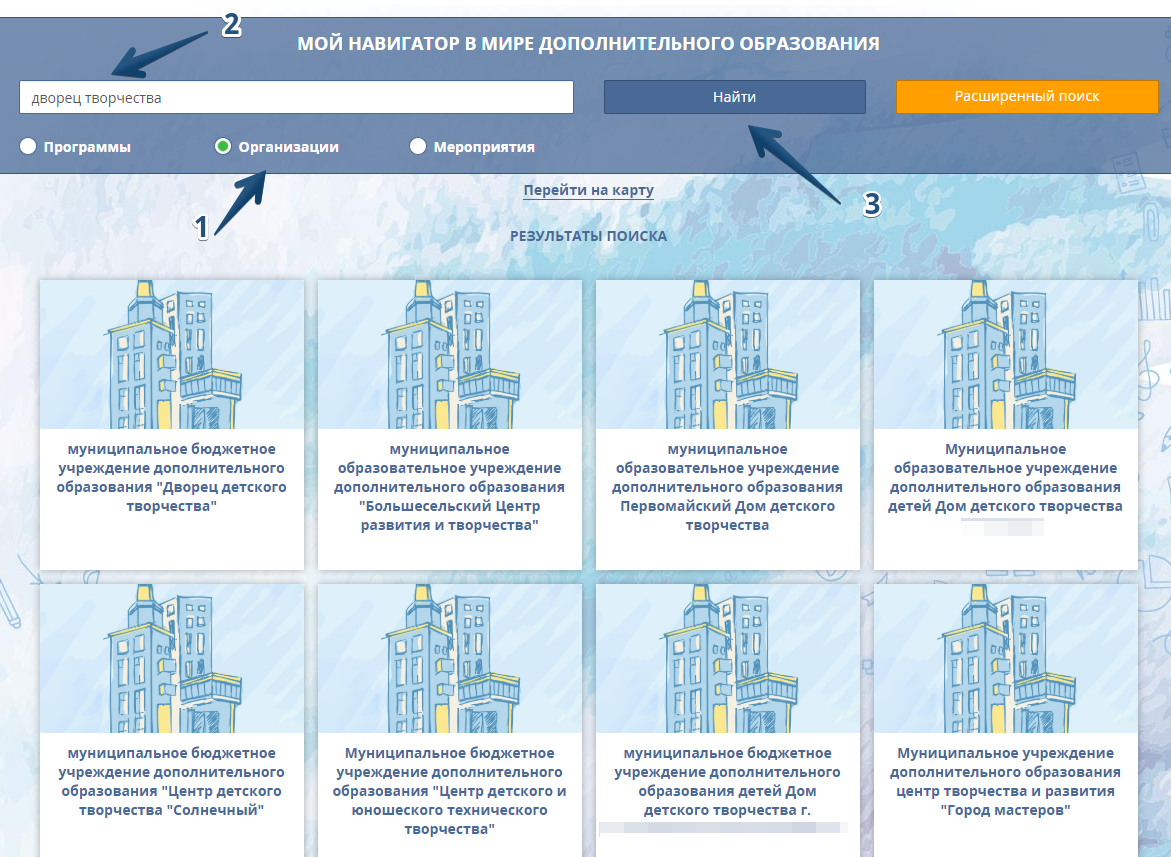 2
МОЙ НАВИГАТОР В МИРЕ ДОПОЛНИТЕЛЬНОГО ОБРАЗОВАНИЯ
дворец творчества
Найти
Расширенный поиск
Программы
Организации
Мероприятия
1
3
Перейти на карту
РЕЗУЛЬТАТЫ ПОИСКА
муниципальное бюджетное
учреждение дополнительного
образования "Дворец детского
творчества"
муниципальное
образовательное учреждение
дополнительного образования
"Большесельский Центр
развития и творчества"
муниципальное
образовательное учреждение
дополнительного образования
Первомайский Дом детского
творчества
Муниципальное
образовательное учреждение
дополнительного образования
детей Дом детского творчества
муниципальное бюджетное
учреждение дополнительного
образования "Центр детского
творчества "Солнечный"
Муниципальное бюджетное
учреждение дополнительного
образования "Центр детского и
юношеского технического
творчества"
муниципальное бюджетное
учреждение дополнительного
образования детей Дом
детского творчества г.
Муниципальное учреждение
дополнительного образования
центр творчества и развития
"Город мастеров"